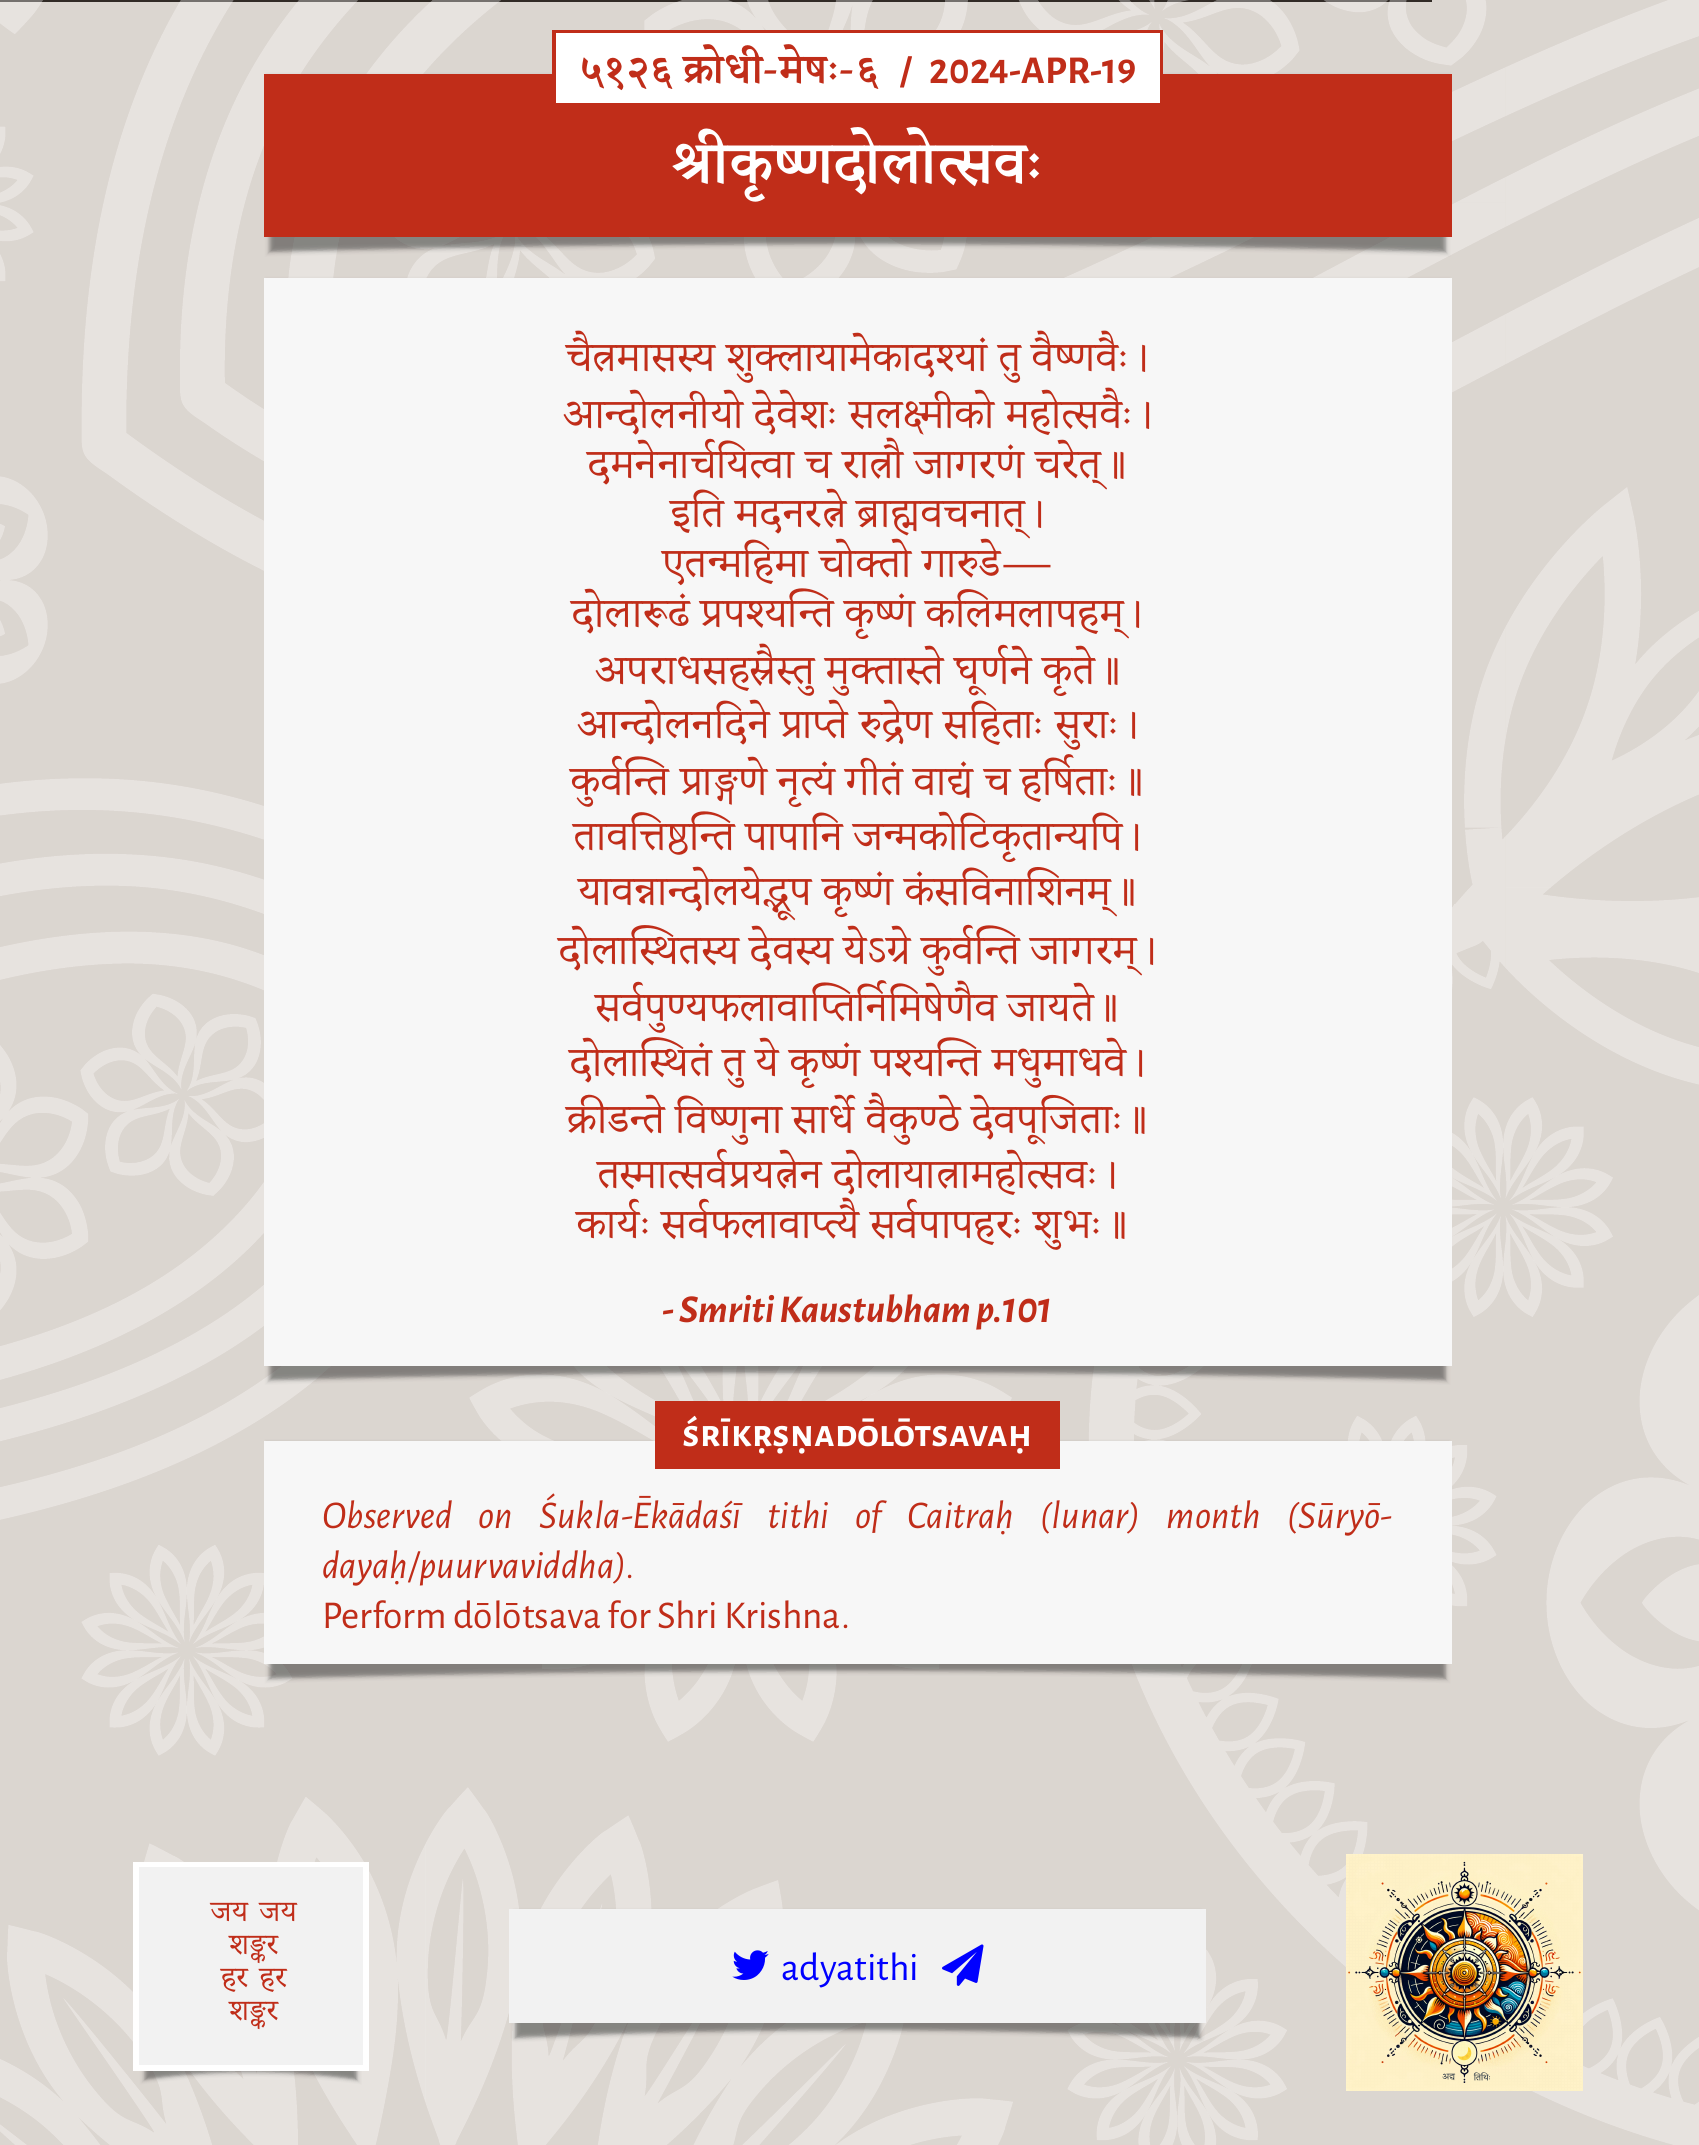 ५१२६ क्रोधी-मेषः-६ / 2024-APR-19
श्रीकृष्णदोलोत्सवः
चैत्रमासस्य शुक्लायामेकादश्यां तु वैष्णवैः।
आन्दोलनीयो देवेशः सलक्ष्मीको महोत्सवैः।
दमनेनार्चयित्वा च रात्रौ जागरणं चरेत्॥
इति मदनरत्ने ब्राह्मवचनात्।
एतन्महिमा चोक्तो गारुडे—
दोलारूढं प्रपश्यन्ति कृष्णं कलिमलापहम्।
अपराधसहस्रैस्तु मुक्तास्ते घूर्णने कृते॥
आन्दोलनदिने प्राप्ते रुद्रेण सहिताः सुराः।
कुर्वन्ति प्राङ्गणे नृत्यं गीतं वाद्यं च हर्षिताः॥
तावत्तिष्ठन्ति पापानि जन्मकोटिकृतान्यपि।
यावन्नान्दोलयेद्भूप कृष्णं कंसविनाशिनम्॥
दोलास्थितस्य देवस्य येऽग्रे कुर्वन्ति जागरम्।
सर्वपुण्यफलावाप्तिर्निमिषेणैव जायते॥
दोलास्थितं तु ये कृष्णं पश्यन्ति मधुमाधवे।
क्रीडन्ते विष्णुना सार्धे वैकुण्ठे देवपूजिताः॥
तस्मात्सर्वप्रयत्नेन दोलायात्रामहोत्सवः।
कार्यः सर्वफलावाप्त्यै सर्वपापहरः शुभः॥
- Smriti Kaustubham p.101
ŚRĪKṚṢṆADŌLŌTSAVAḤ
Observed on Śukla-Ēkādaśī tithi of Caitraḥ (lunar) month (Sūryō-
dayaḥ/puurvaviddha).
Perform dōlōtsava for Shri Krishna.
जय जय
शङ्कर
हर हर
शङ्कर
adyatithi
अद्य तिथिः